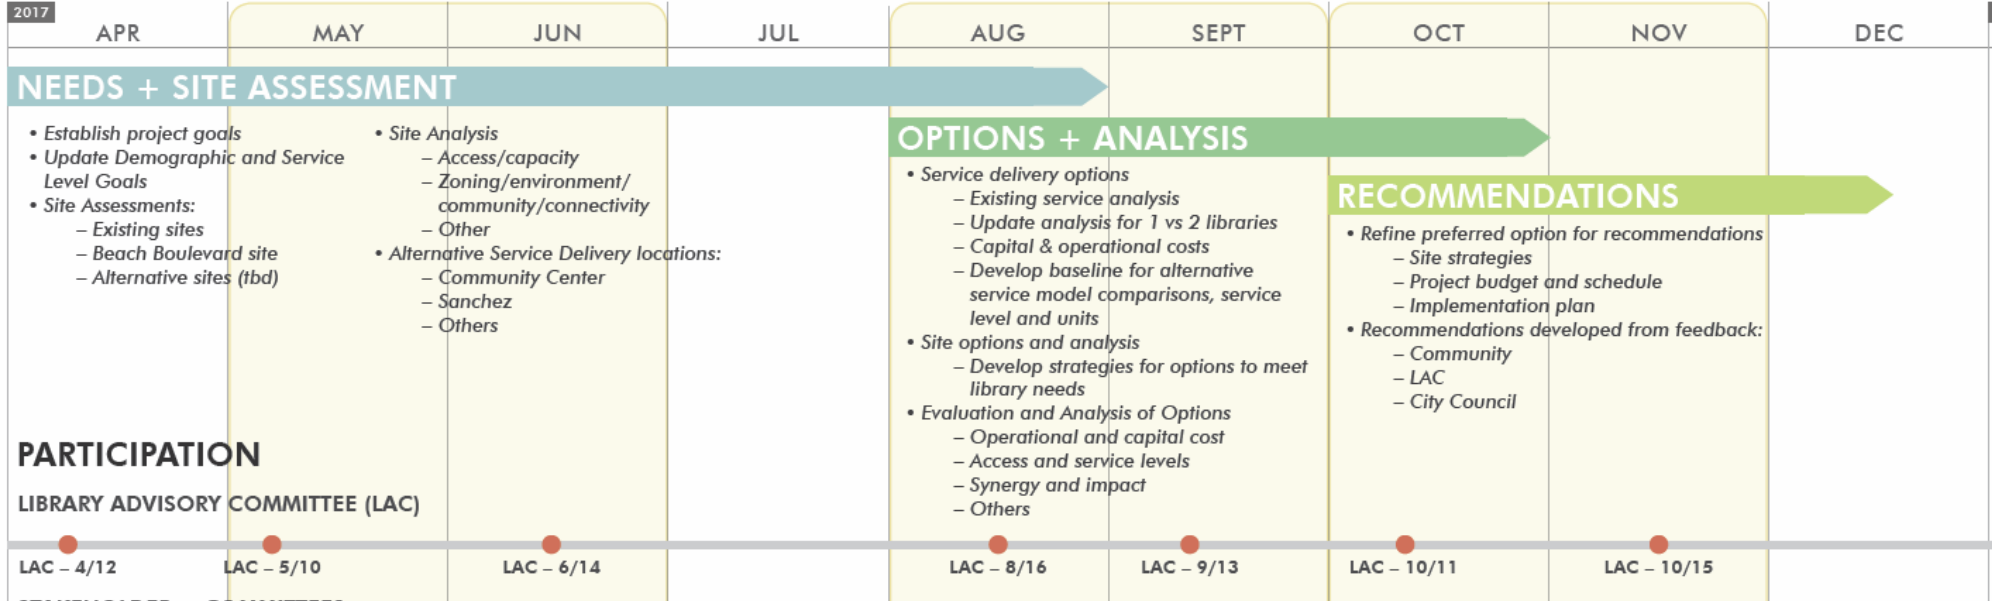 2017
APR MAY JUN JUL AUG SEPT OCT NOV DEC
NEEDS + SITE ASSESSMENT
• Establish project goals
• Update Demographic and Service
Level Goals
• Site Assessments:
– Existing sites
– Beach Boulevard site
– Alternative sites (tbd)
• Site Analysis
– Access/capacity
– Zoning/environment/
community/connectivity
– Other
• Alternative Service Delivery locations:
– Community Center
– Sanchez
– Others
OPTIONS + ANALYSIS
• Service delivery options
– Existing service analysis
– Update analysis for 1 vs 2 libraries
– Capital & operational costs
– Develop baseline for alternative
service model comparisons, service
level and units
• Site options and analysis
– Develop strategies for options to meet
library needs
• Evaluation and Analysis of Options
– Operational and capital cost
– Access and service levels
– Synergy and impact
– Others
RECOMMENDATIONS
• Refine preferred option for recommendations
– Site strategies
– Project budget and schedule
– Implementation plan
• Recommendations developed from feedback:
– Community
– LAC
– City Council
PARTICIPATION
LIBRARY ADVISORY COMMITTEE (LAC)
LAC – 4/12 LAC – 5/10 LAC – 6/14 LAC – 8/16 LAC – 9/13 LAC – 10/11 LAC – 10/15